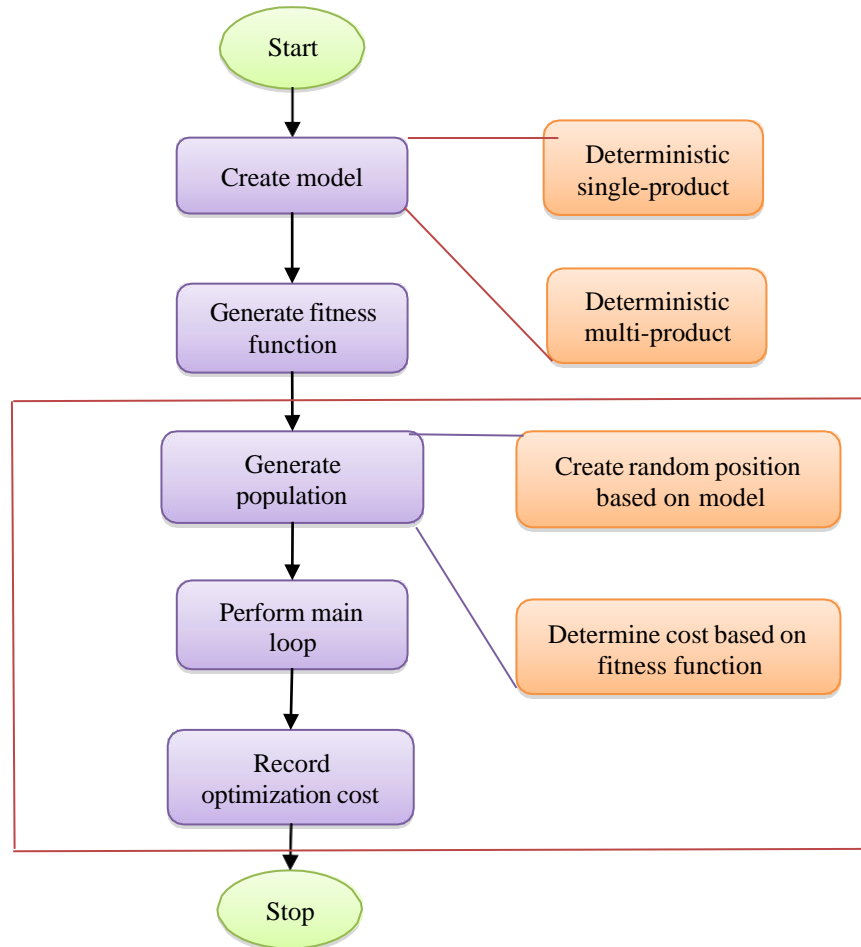 Start
Create model
Deterministic
single-product
Generate fitness
function
Deterministic
multi-product
Generate
population
Create random position
based on model
Perform main
loop
Determine cost based on
fitness function
Record
optimization cost
Stop